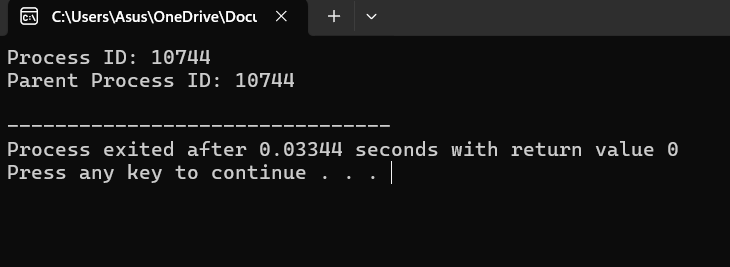 C:\Users\Asus\OneDrive\Docu
Process ID: 10744
Parent Process ID: 10744
--------------------------------
Process exited after 0.03344 seconds with return value 0
Press any key to continue . . .